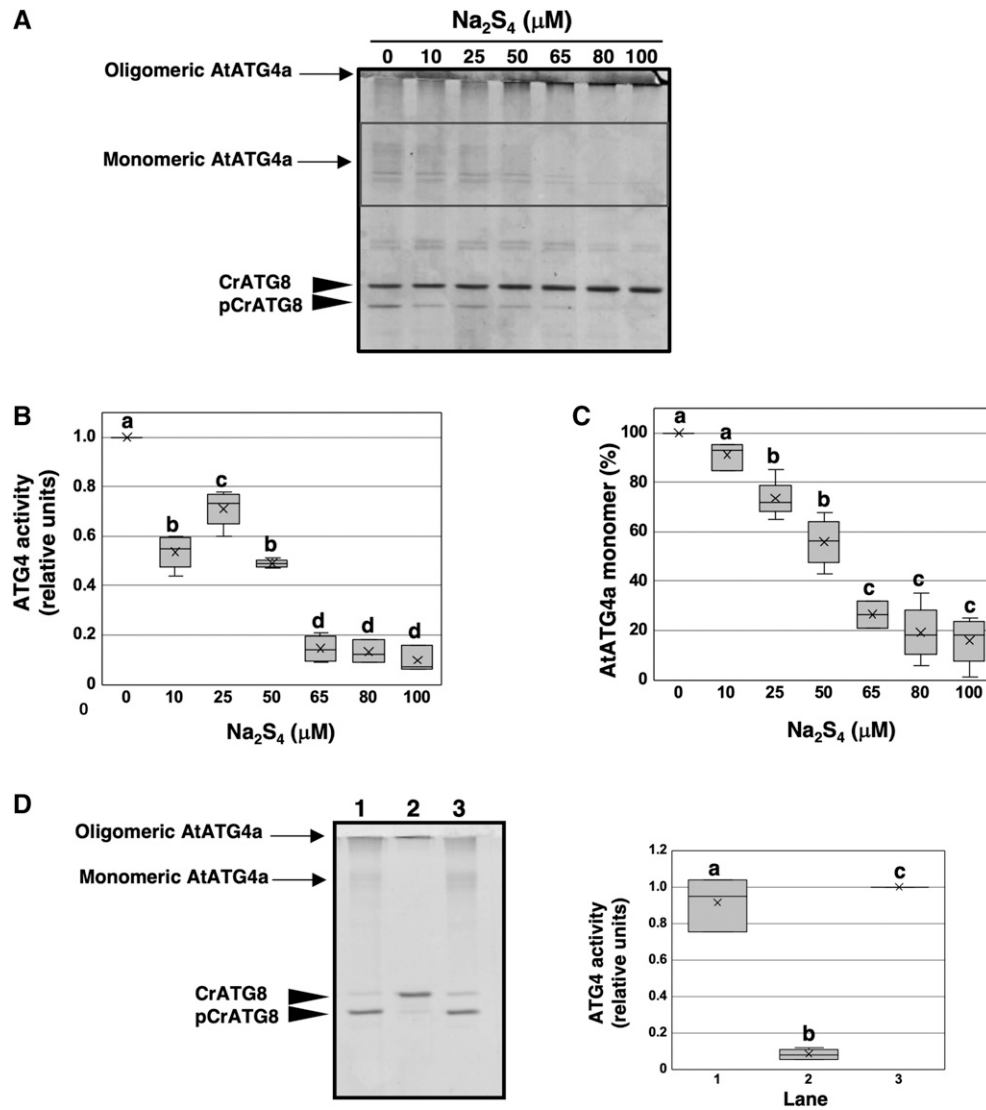 A
Na₂S₄ (μM)
0 10 25 50 65 80 100
Oligomeric AtATG4a
Monomeric AtATG4a
CrATG8
pCrATG8
B
ATG4 activity
(relative units)
1.0
0.8
0.6
0.4
0.2
0
0
a
b
c
b
d
d
d
0 10 25 50 65 80 100
Na₂S₄ (μM)
C
AtATG4a monomer (%)
100
80
60
40
20
0
a
a
b
b
c
c
c
0 10 25 50 65 80 100
Na₂S₄ (μM)
D
1 2 3
Oligomeric AtATG4a
Monomeric AtATG4a
CrATG8
pCrATG8
ATG4 activity
(relative units)
1.2
1.0
0.8
0.6
0.4
0.2
0
a
b
c
1 2 3
Lane